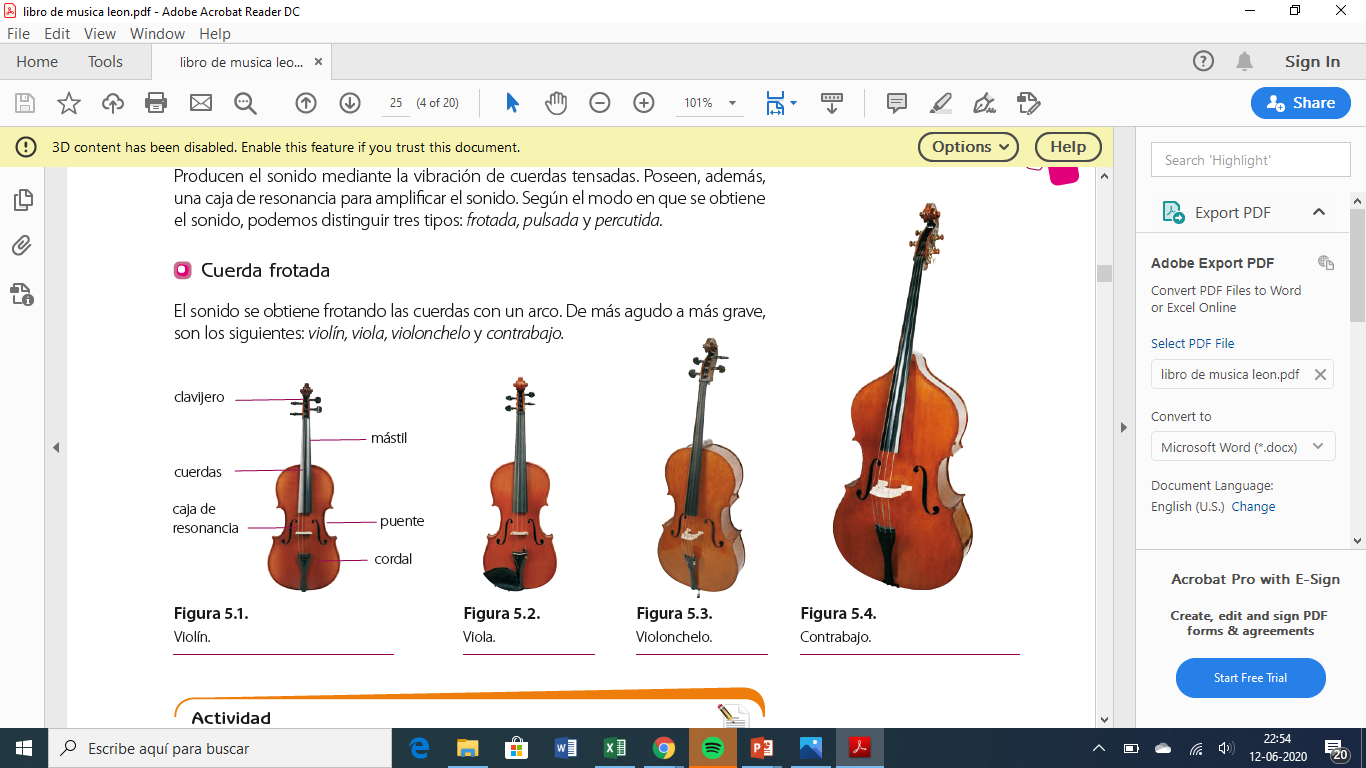 libro de musica leon.pdf - Adobe Acrobat Reader DC
File Edit View Window Help
Home Tools libro de musica leo... × Sign In
25 (4 of 20) 101% Share
3D content has been disabled. Enable this feature if you trust this document. Options Help
Producen el sonido mediante la vibración de cuerdas tensadas. Poseen, además,
una caja de resonancia para amplificar el sonido. Según el modo en que se obtiene
el sonido, podemos distinguir tres tipos: frotada, pulsada y percutida.
Cuerda frotada
El sonido se obtiene frotando las cuerdas con un arco. De más agudo a más grave,
son los siguientes: violín, viola, violonchelo y contrabajo.
clavijero
mástil
cuerdas
caja de
resonancia
puente
cordal
Figura 5.1.
Violín.
Figura 5.2.
Viola.
Figura 5.3.
Violonchelo.
Figura 5.4.
Contrabajo.
Actividad
Search 'Highlight'
Export PDF
Adobe Export PDF
Convert PDF Files to Word
or Excel Online
Select PDF File
libro de musica leon.pdf
Convert to
Microsoft Word (*.docx)
Document Language:
English (U.S.) Change
Acrobat Pro with E-Sign
Create, edit and sign PDF
forms & agreements
Start Free Trial
Escribe aquí para buscar
22:54
12-06-2020
20